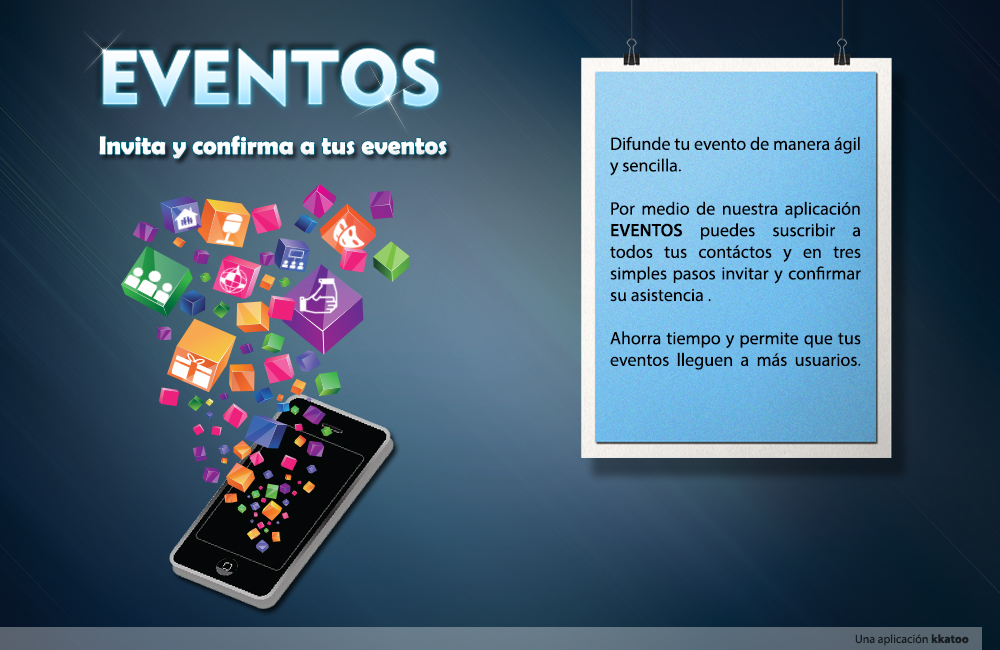 EVENTOS
Invita y confirma a tus eventos
Difunde tu evento de manera ágil
y sencilla.
Por medio de nuestra aplicación
EVENTOS puedes suscribir a
todos tus contáctos y en tres
simples pasos invitar y confirmar
su asistencia .
Ahorra tiempo y permite que tus
eventos lleguen a más usuarios.
Una aplicación kkatoo